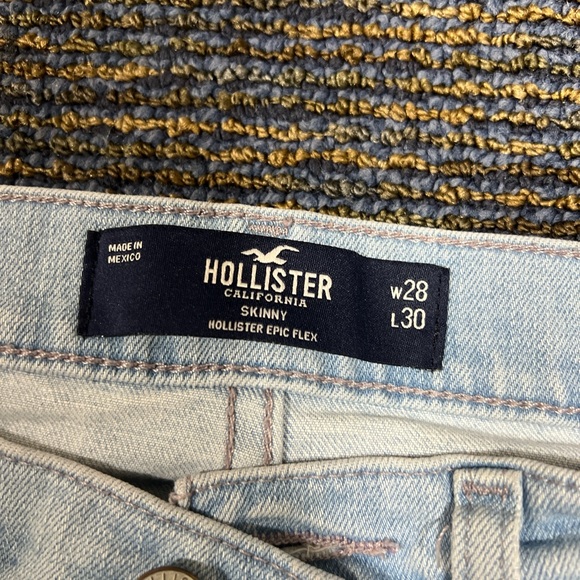 MADE IN
MEXICO
HOLLISTER
CALIFORNIA
SKINNY
HOLLISTER EPIC FLEX
W28
L30